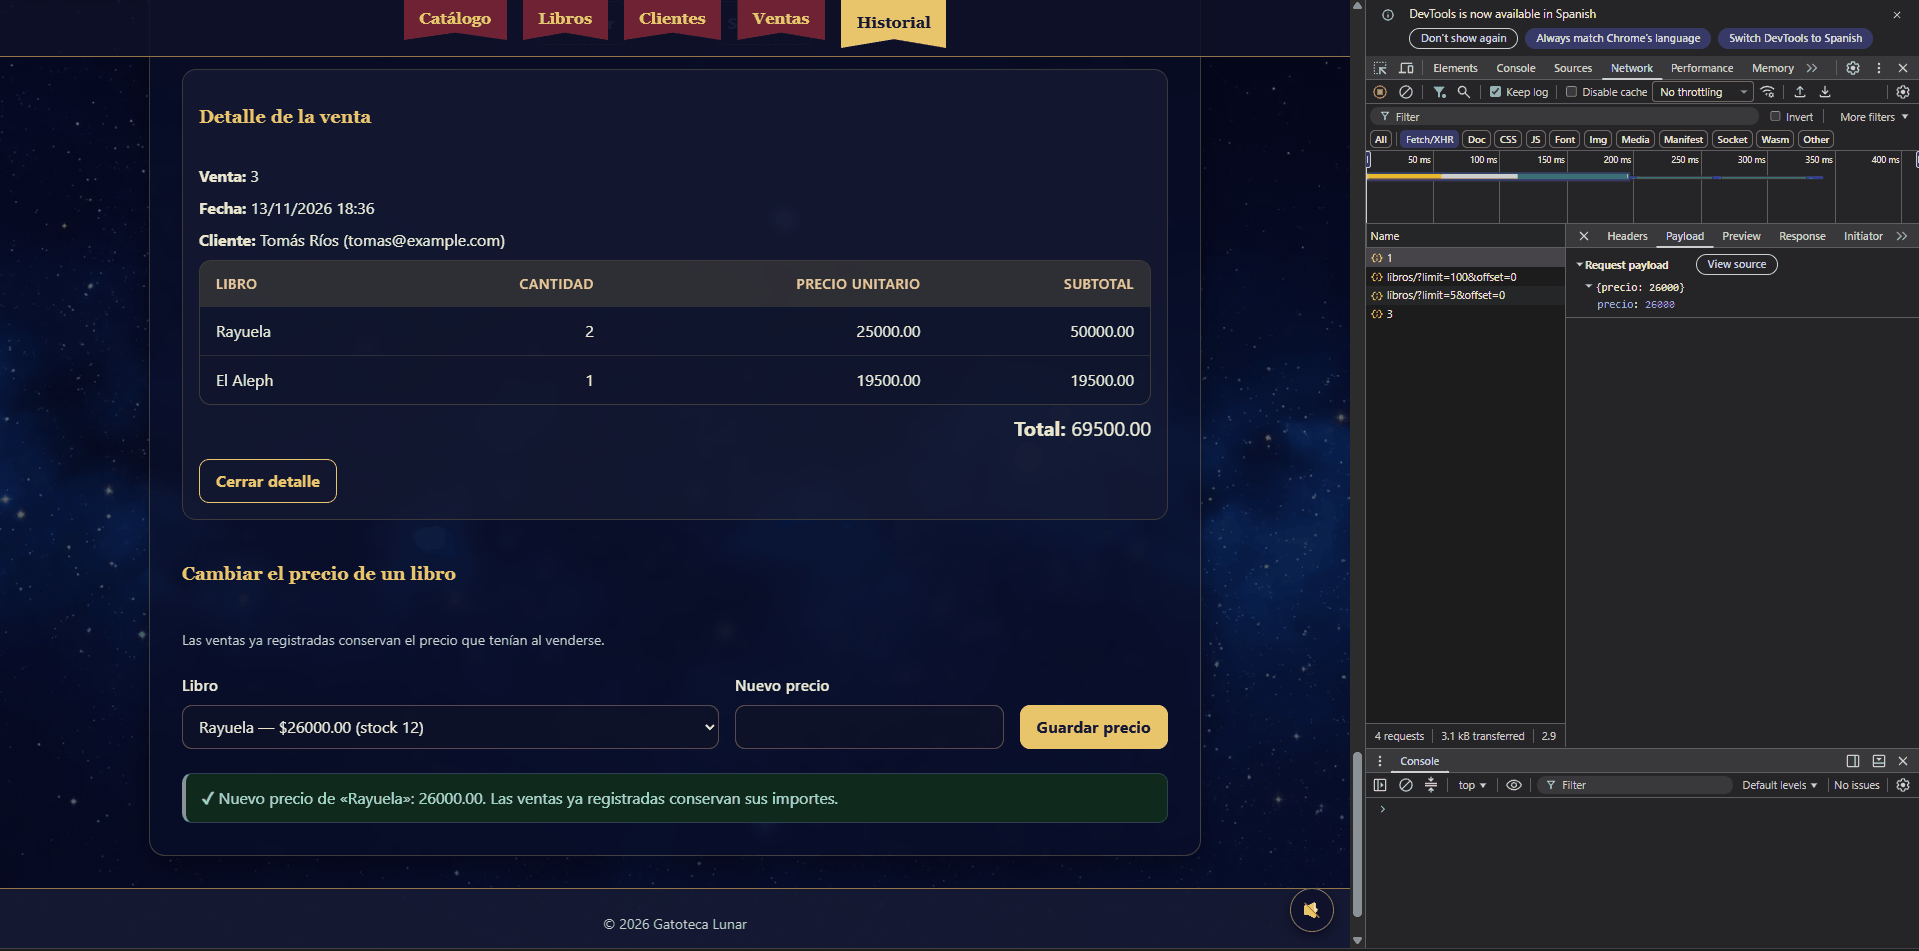 Catálogo
Libros
Clientes
Ventas
Historial
Detalle de la venta
Venta: 3
Fecha: 13/11/2026 18:36
Cliente: Tomás Ríos (tomas@example.com)
LIBRO CANTIDAD PRECIO UNITARIO SUBTOTAL
Rayuela 2 25000.00 50000.00
El Aleph 1 19500.00 19500.00
Total: 69500.00
Cerrar detalle
Cambiar el precio de un libro
Las ventas ya registradas conservan el precio que tenían al venderse.
Libro
Nuevo precio
Rayuela — $26000.00 (stock 12)
Guardar precio
✓ Nuevo precio de «Rayuela»: 26000.00. Las ventas ya registradas conservan sus importes.
© 2026 Gatoteca Lunar
DevTools is now available in Spanish
Don't show again
Always match Chrome's language
Switch DevTools to Spanish
Elements Console Sources Network Performance Memory
Keep log Disable cache No throttling
Filter Invert More filters
All Fetch/XHR Doc CSS JS Font Img Media Manifest Socket Wasm Other
50 ms 100 ms 150 ms 200 ms 250 ms 300 ms 350 ms 400 ms
Name
1
libros/?limit=100&offset=0
libros/?limit=5&offset=0
3
Headers Payload Preview Response Initiator
Request payload View source
{precio: 26000}
precio: 26000
4 requests 3.1 kB transferred 2.9
Console
top Filter Default levels No issues